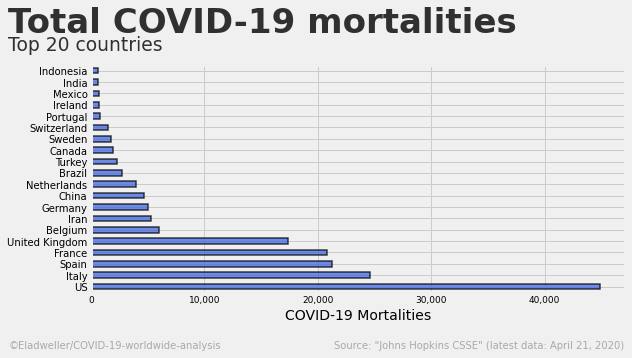 Total COVID-19 mortalities
Top 20 countries
Indonesia
India
Mexico
Ireland
Portugal
Switzerland
Sweden
Canada
Turkey
Brazil
Netherlands
China
Germany
Iran
Belgium
United Kingdom
France
Spain
Italy
US
0 10,000 20,000 30,000 40,000
COVID-19 Mortalities
©Eladweller/COVID-19-worldwide-analysis Source: "Johns Hopkins CSSE" (latest data: April 21, 2020)